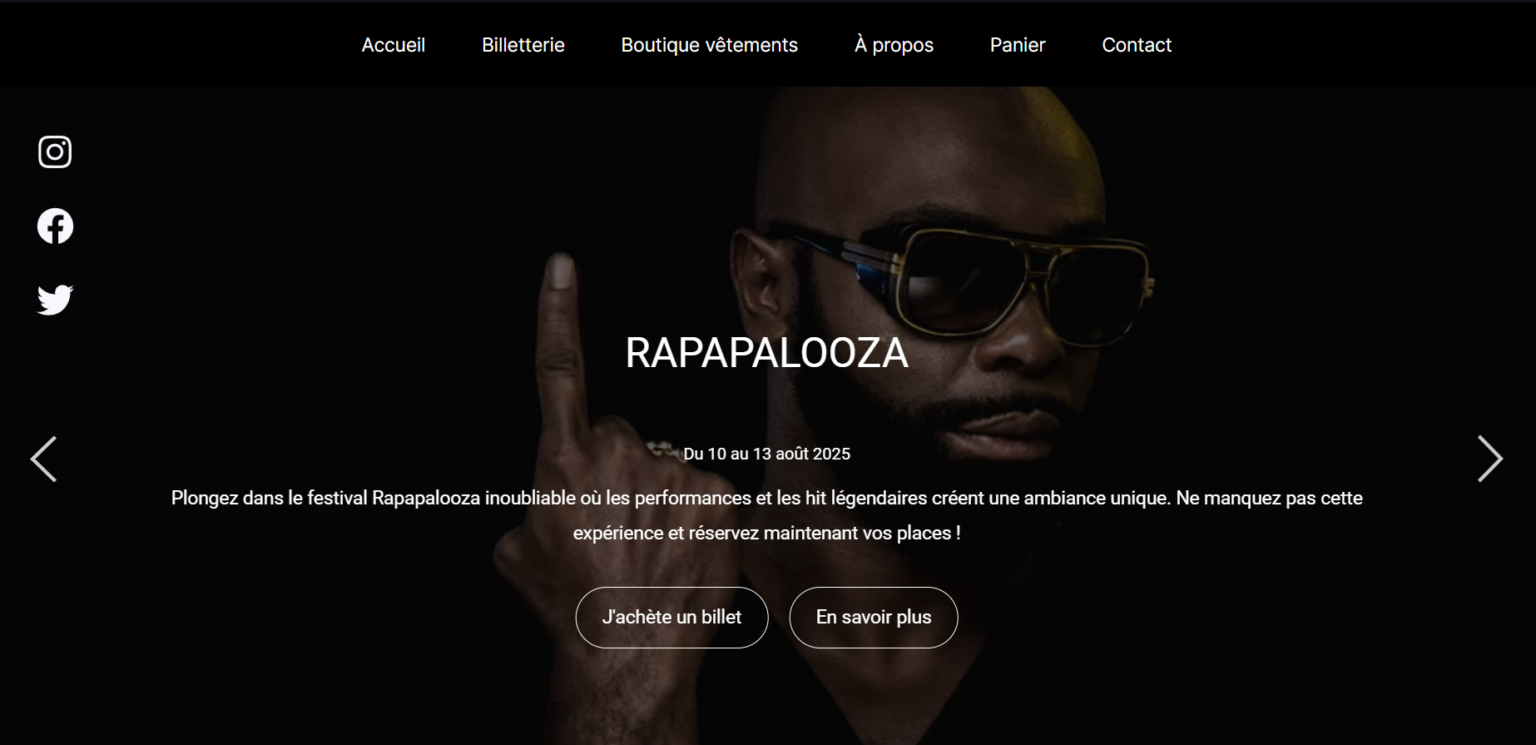 Accueil Billetterie Boutique vêtements À propos Panier Contact
RAPAPALOOZA
Du 10 au 13 août 2025
Plongez dans le festival Rapapalooza inoubliable où les performances et les hit légendaires créent une ambiance unique. Ne manquez pas cette
expérience et réservez maintenant vos places !
J'achète un billet En savoir plus